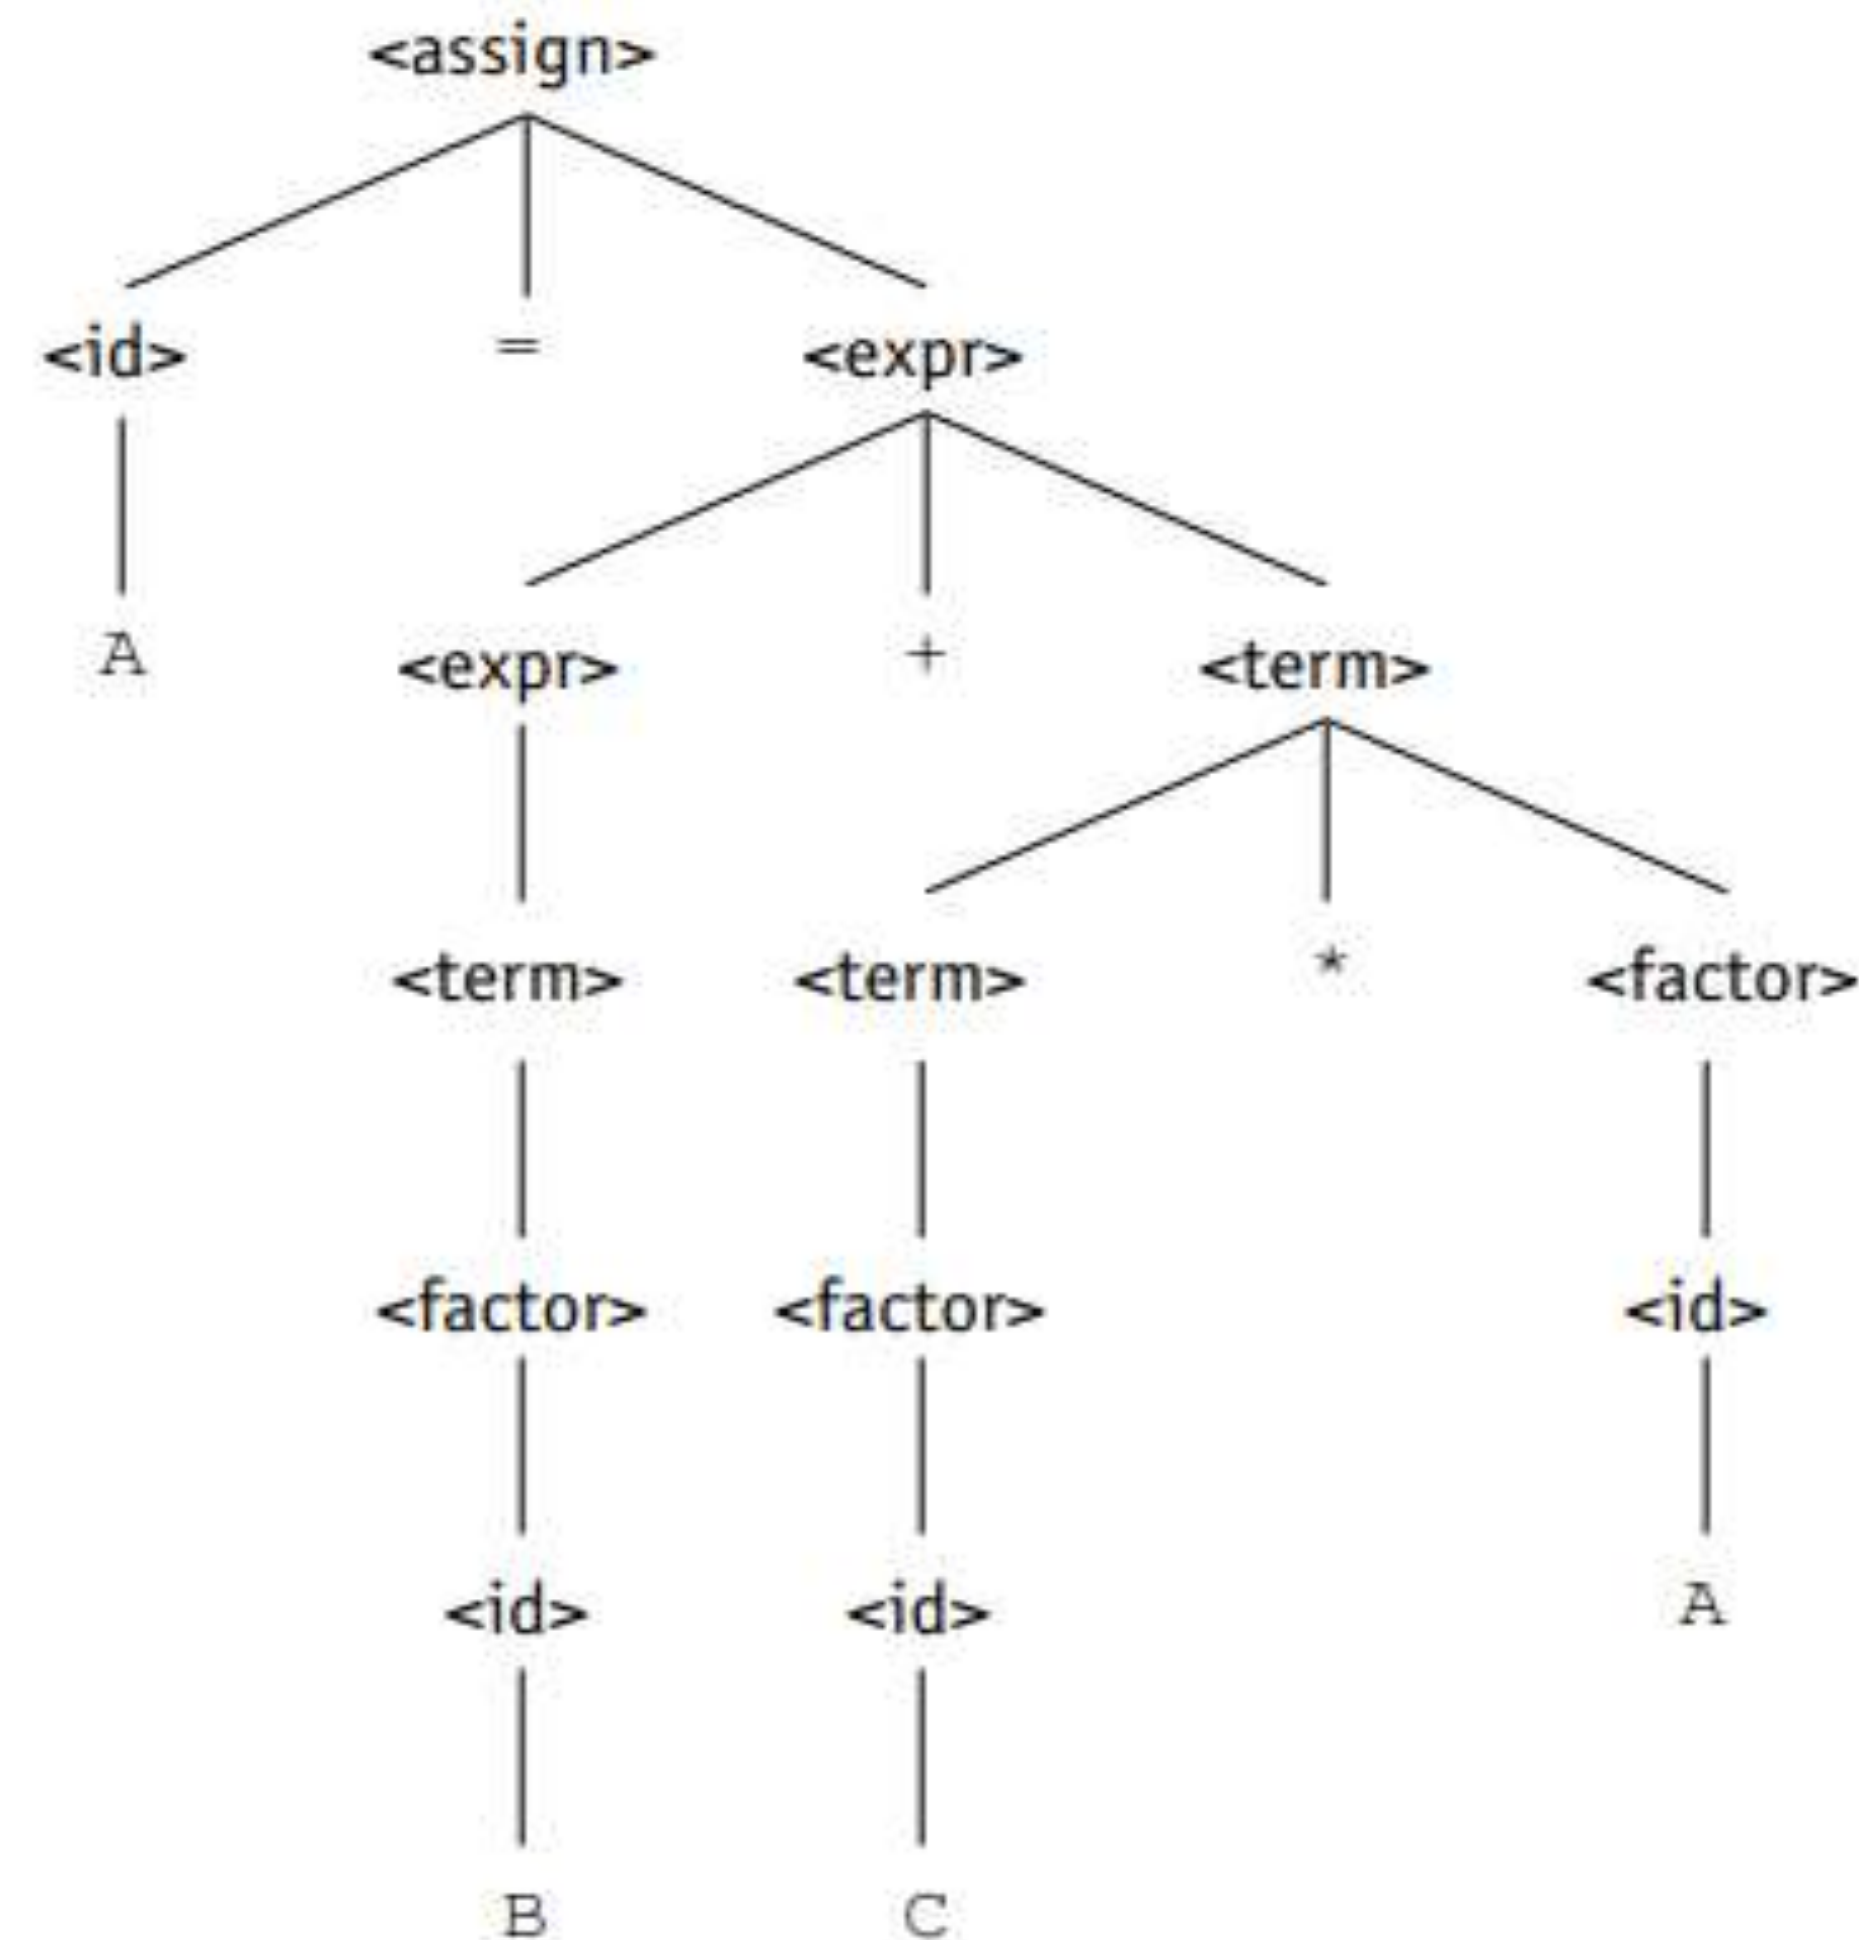 <assign>
<id> = <expr>
A <expr> + <term>
<term> <term> * <factor>
<factor> <factor> <id>
<id> <id> A
B C